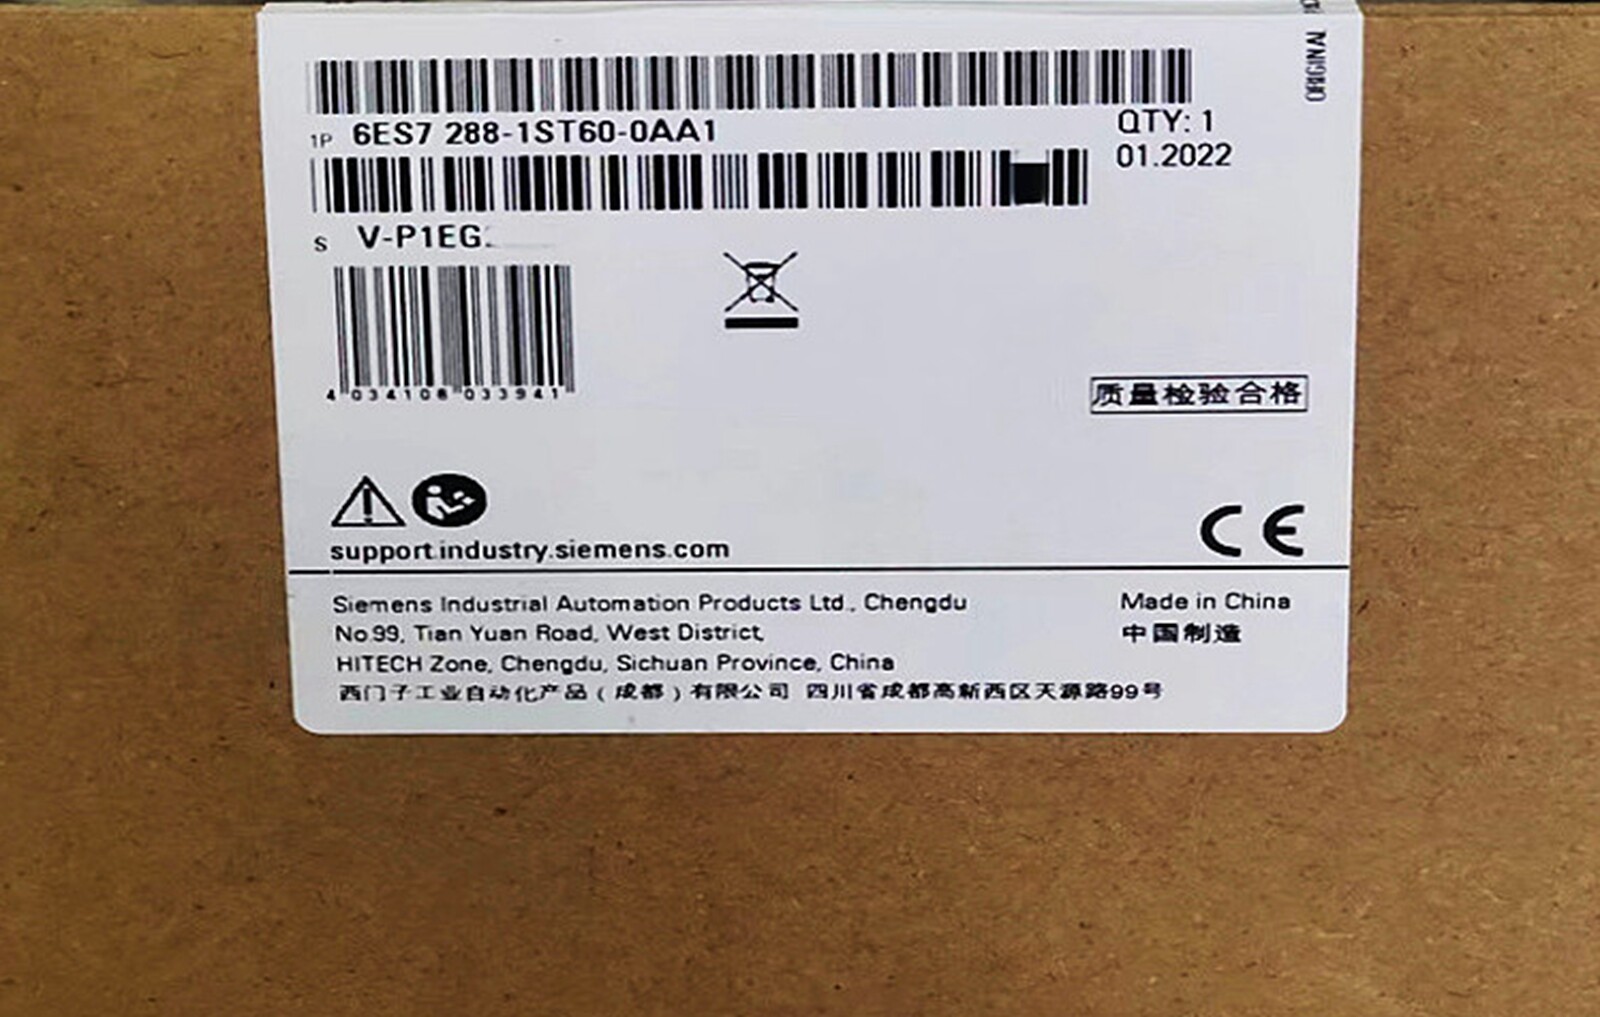 ORIGINAL
1P 6ES7 288-1ST60-0AA1
QTY: 1
01.2022
S V-P1EG
4 034108 033941
质量检验合格
support.industry.siemens.com
CE
Siemens Industrial Automation Products Ltd., Chengdu
No.99, Tian Yuan Road, West District,
HITECH Zone, Chengdu, Sichuan Province, China
西门子工业自动化产品（成都）有限公司 四川省成都高新西区天源路99号
Made in China
中国制造